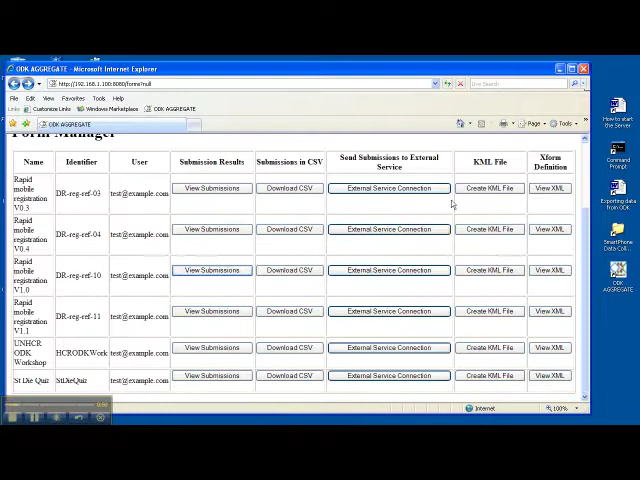 ODK AGGREGATE - Microsoft Internet Explorer
http://192.168.1.100:8080/forms?null
Live Search
File Edit View Favorites Tools Help
Links Customize Links Windows Marketplace ODK AGGREGATE
ODK AGGREGATE
Page Tools
Form Manager
Name Identifier User Submission Results Submissions in CSV Send Submissions to External Service KML File Xform Definition
Rapid mobile registration V0.3 DR-reg-ref-03 test@example.com View Submissions Download CSV External Service Connection Create KML File View XML
Rapid mobile registration V0.4 DR-reg-ref-04 test@example.com View Submissions Download CSV External Service Connection Create KML File View XML
Rapid mobile registration V1.0 DR-reg-ref-10 test@example.com View Submissions Download CSV External Service Connection Create KML File View XML
Rapid mobile registration V1.1 DR-reg-ref-11 test@example.com View Submissions Download CSV External Service Connection Create KML File View XML
UNHCR ODK Workshop HCRODKWork test@example.com View Submissions Download CSV External Service Connection Create KML File View XML
St Die Quiz StDieQuiz test@example.com View Submissions Download CSV External Service Connection Create KML File View XML
Internet 100%
How to start
the Server
Command
Prompt
Exporting data
from ODK
SmartPhone
Data Coll...
ODK
AGGREGATE